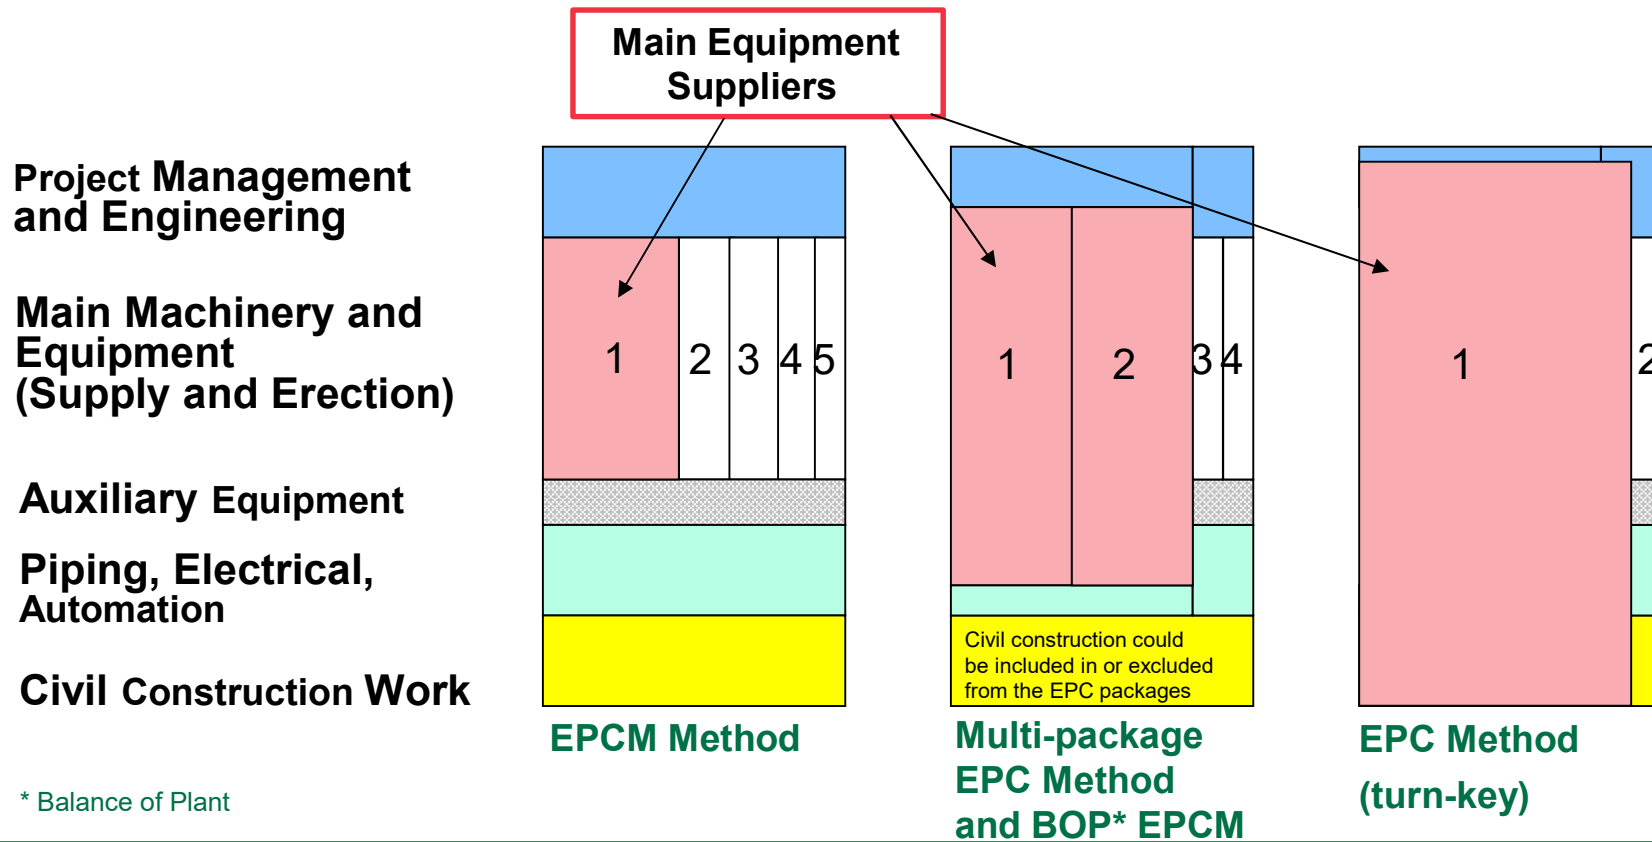 Main Equipment
Suppliers
Project Management
and Engineering
Main Machinery and
Equipment
(Supply and Erection)
Auxiliary Equipment
Piping, Electrical,
Automation
Civil Construction Work
1 2 3 4 5
1 2 3 4
1 2
Civil construction could
be included in or excluded
from the EPC packages
EPCM Method
Multi-package
EPC Method
and BOP* EPCM
EPC Method
(turn-key)
* Balance of Plant